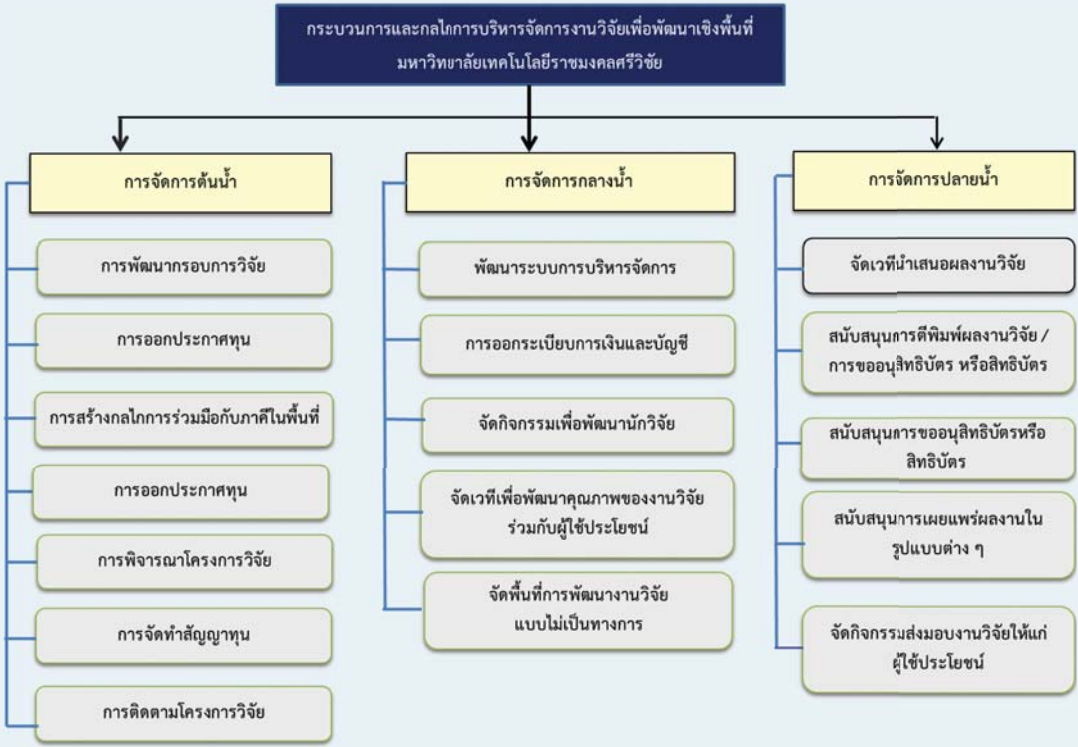 กระบวนการและกลไกการบริหารจัดการงานวิจัยเพื่อพัฒนาเชิงพื้นที่
มหาวิทยาลัยเทคโนโลยีราชมงคลศรีวิชัย
การจัดการต้นน้ำ
การพัฒนากรอบการวิจัย
การออกประกาศทุน
การสร้างกลไกการร่วมมือกับภาคีในพื้นที่
การออกประกาศทุน
การพิจารณาโครงการวิจัย
การจัดทำสัญญาทุน
การติดตามโครงการวิจัย
การจัดการกลางน้ำ
พัฒนาระบบการบริหารจัดการ
การออกระเบียบการเงินและบัญชี
จัดกิจกรรมเพื่อพัฒนานักวิจัย
จัดเวทีเพื่อพัฒนาคุณภาพของงานวิจัย
ร่วมกับผู้ใช้ประโยชน์
จัดพื้นที่การพัฒนางานวิจัย
แบบไม่เป็นทางการ
การจัดการปลายน้ำ
จัดเวทีนำเสนอผลงานวิจัย
สนับสนุนการตีพิมพ์ผลงานวิจัย /
การขออนุสิทธิบัตร หรือสิทธิบัตร
สนับสนุนการขออนุสิทธิบัตรหรือ
สิทธิบัตร
สนับสนุนการเผยแพร่ผลงานใน
รูปแบบต่าง ๆ
จัดกิจกรรมส่งมอบงานวิจัยให้แก่
ผู้ใช้ประโยชน์